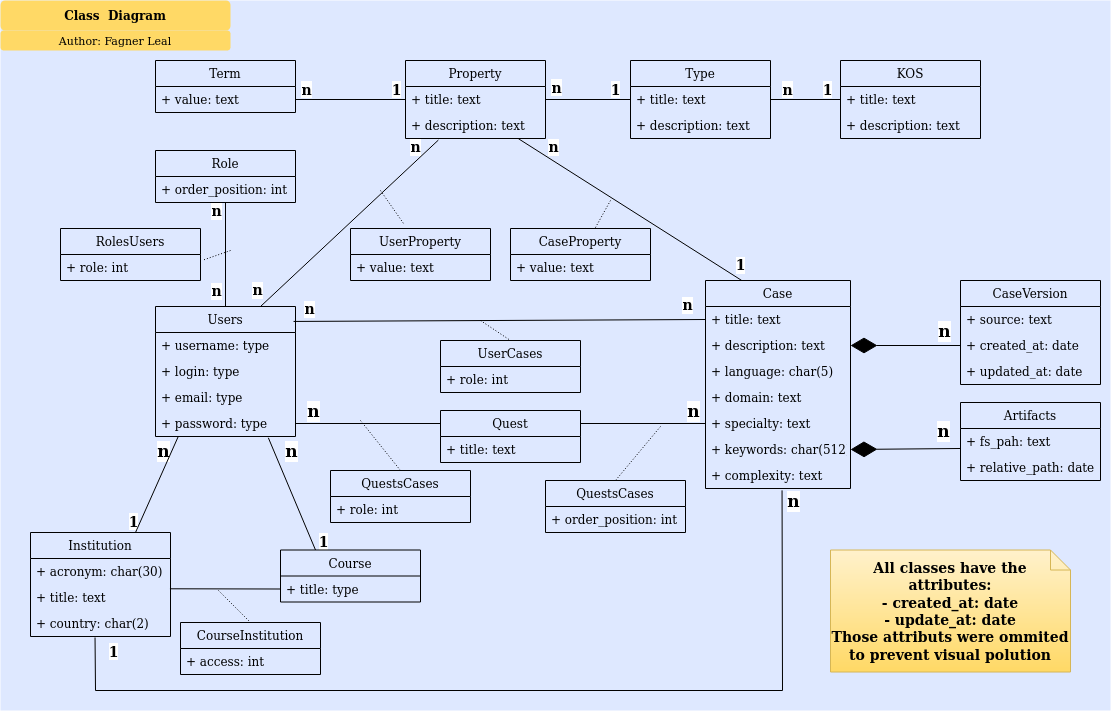 Class Diagram
Author: Fagner Leal
Term
+ value: text
n
1
Property
+ title: text
+ description: text
n
1
Type
+ title: text
+ description: text
n
1
KOS
+ title: text
+ description: text
n
n
Role
+ order_position: int
n
RolesUsers
+ role: int
UserProperty
+ value: text
CaseProperty
+ value: text
n
n
1
Users
+ username: type
+ login: type
+ email: type
+ password: type
n
n
UserCases
+ role: int
Case
+ title: text
+ description: text
+ language: char(5)
+ domain: text
+ specialty: text
+ keywords: char(512
+ complexity: text
n
CaseVersion
+ source: text
+ created_at: date
+ updated_at: date
n
Artifacts
+ fs_pah: text
+ relative_path: date
n
Quest
+ title: text
n
n
n
QuestsCases
+ role: int
QuestsCases
+ order_position: int
n
1
1
Institution
+ acronym: char(30)
+ title: text
+ country: char(2)
Course
+ title: type
CourseInstitution
+ access: int
1
All classes have the
attributes:
- created_at: date
- update_at: date
Those attributs were ommited
to prevent visual polution